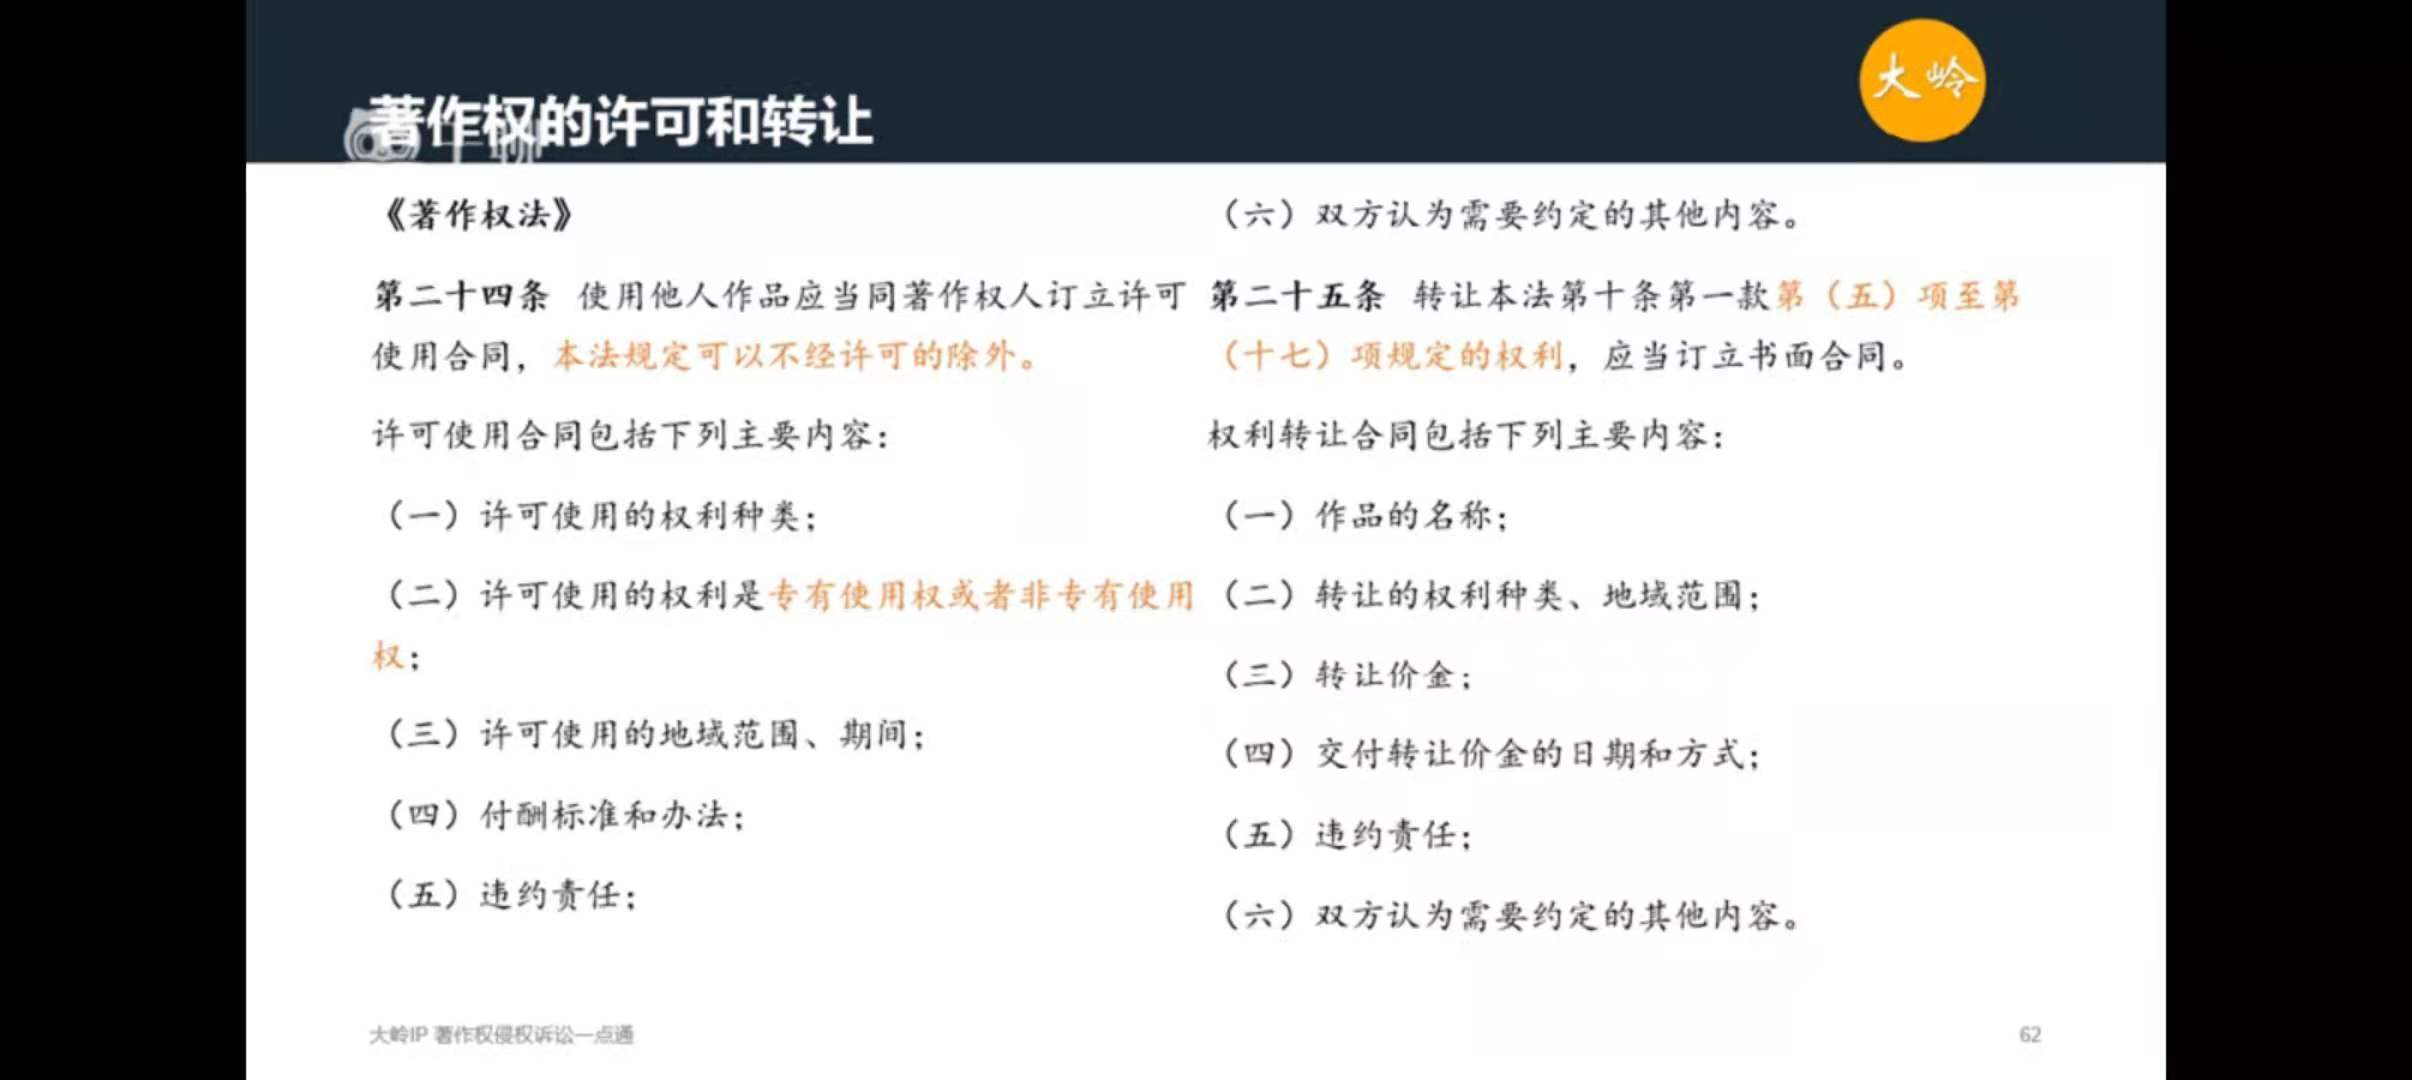 大岭
著作权的许可和转让
千聊
《著作权法》
第二十四条 使用他人作品应当同著作权人订立许可
使用合同，本法规定可以不经许可的除外。
许可使用合同包括下列主要内容：
（一）许可使用的权利种类；
（二）许可使用的权利是专有使用权或者非专有使用
权；
（三）许可使用的地域范围、期间；
（四）付酬标准和办法；
（五）违约责任；
（六）双方认为需要约定的其他内容。
第二十五条 转让本法第十条第一款第（五）项至第
（十七）项规定的权利，应当订立书面合同。
权利转让合同包括下列主要内容：
（一）作品的名称；
（二）转让的权利种类、地域范围；
（三）转让价金；
（四）交付转让价金的日期和方式；
（五）违约责任；
（六）双方认为需要约定的其他内容。
大岭IP 著作权侵权诉讼一点通
62